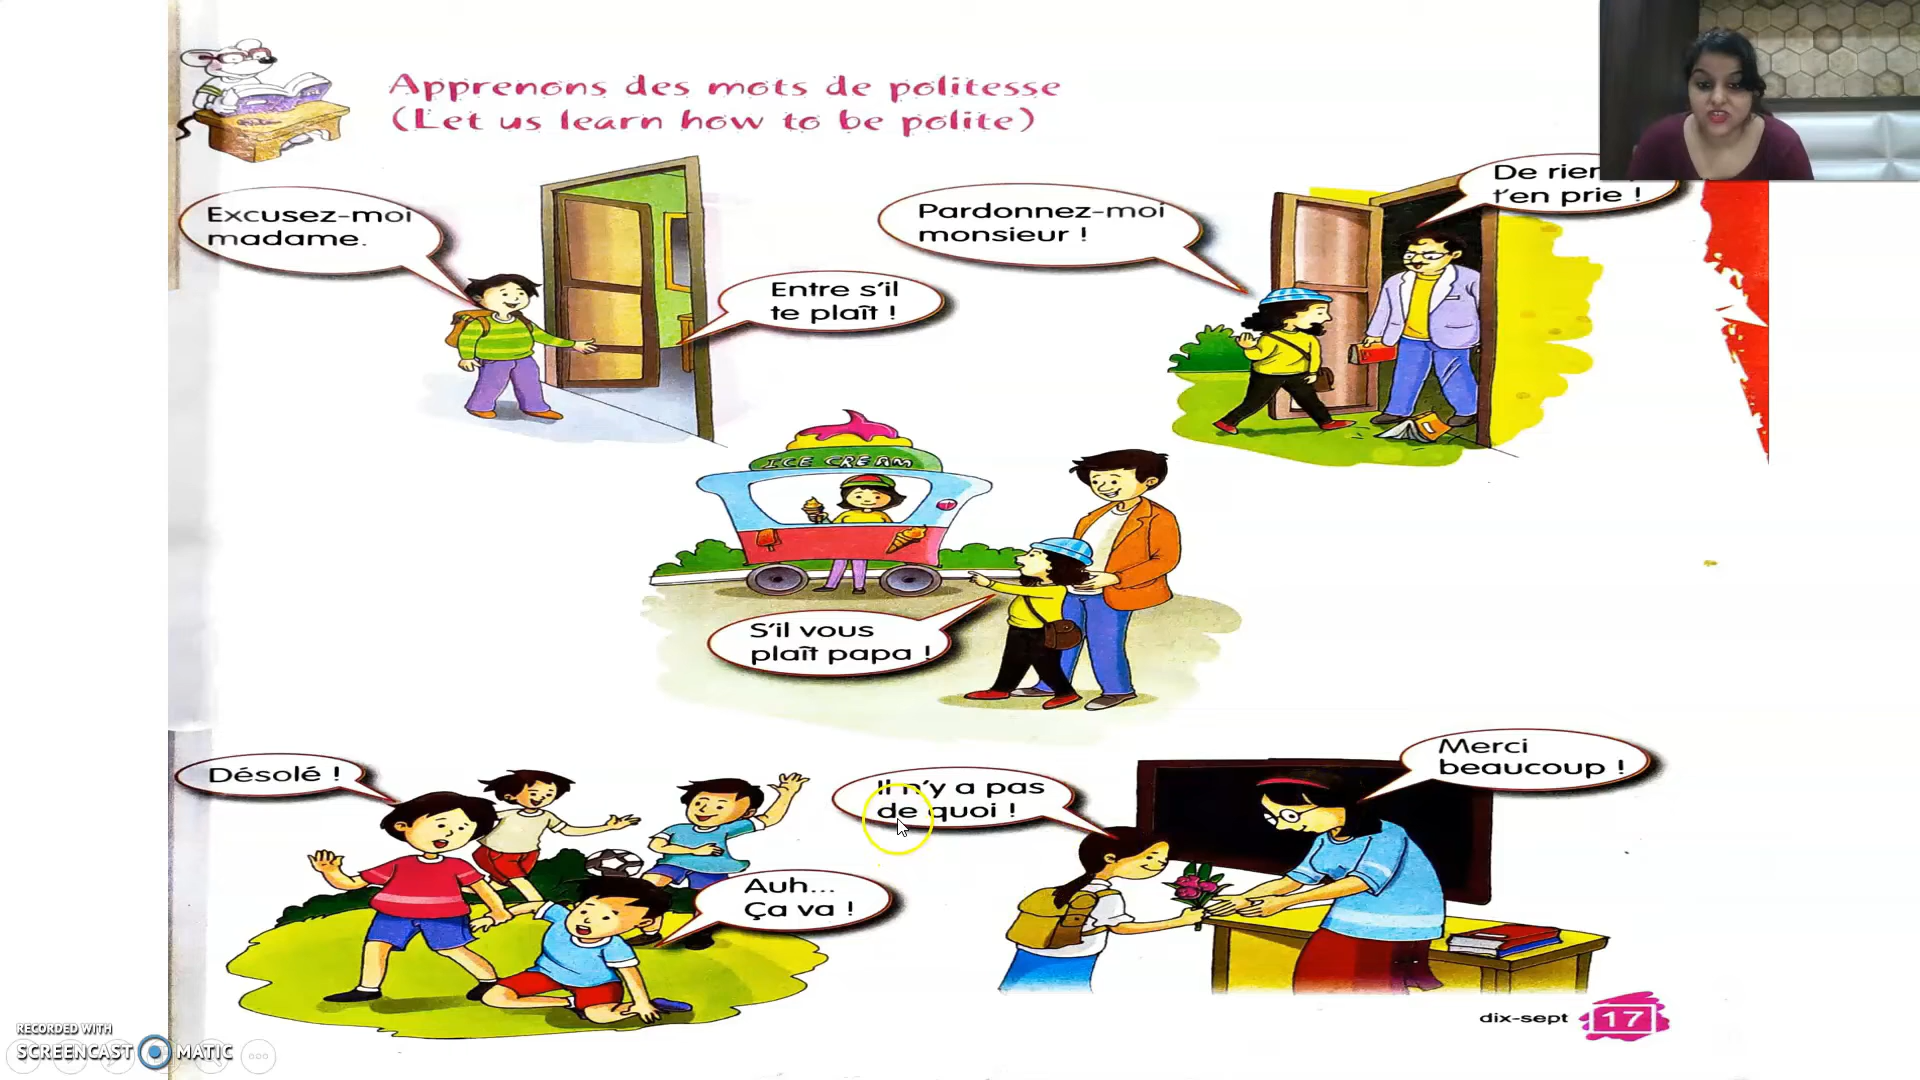 Apprenons des mots de politesse
(Let us learn how to be polite)
Excusez-moi
madame.
Entre s'il
te plaît !
Pardonnez-moi
monsieur !
De rien
t'en prie !
ICE CREAM
S'il vous
plaît papa !
Désolé !
Auh...
Ça va !
Il n'y a pas
de quoi !
Merci
beaucoup !
dix-sept 17
RECORDED WITH
SCREENCAST MATIC